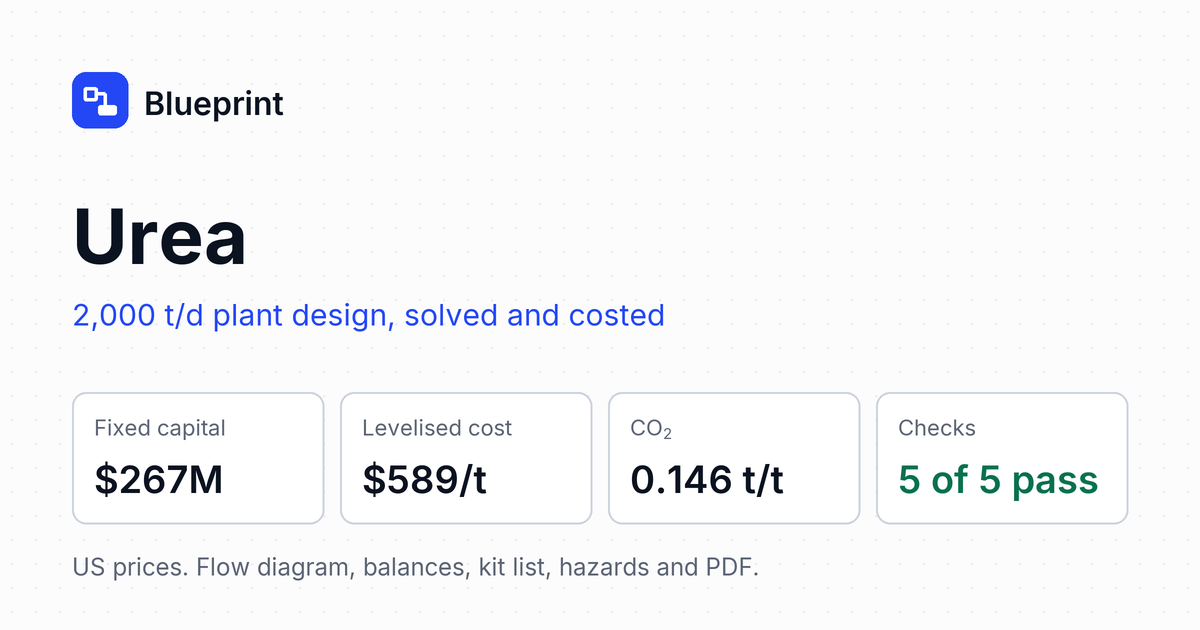 Blueprint
Urea
2,000 t/d plant design, solved and costed
Fixed capital
$267M
Levelised cost
$589/t
CO₂
0.146 t/t
Checks
5 of 5 pass
US prices. Flow diagram, balances, kit list, hazards and PDF.